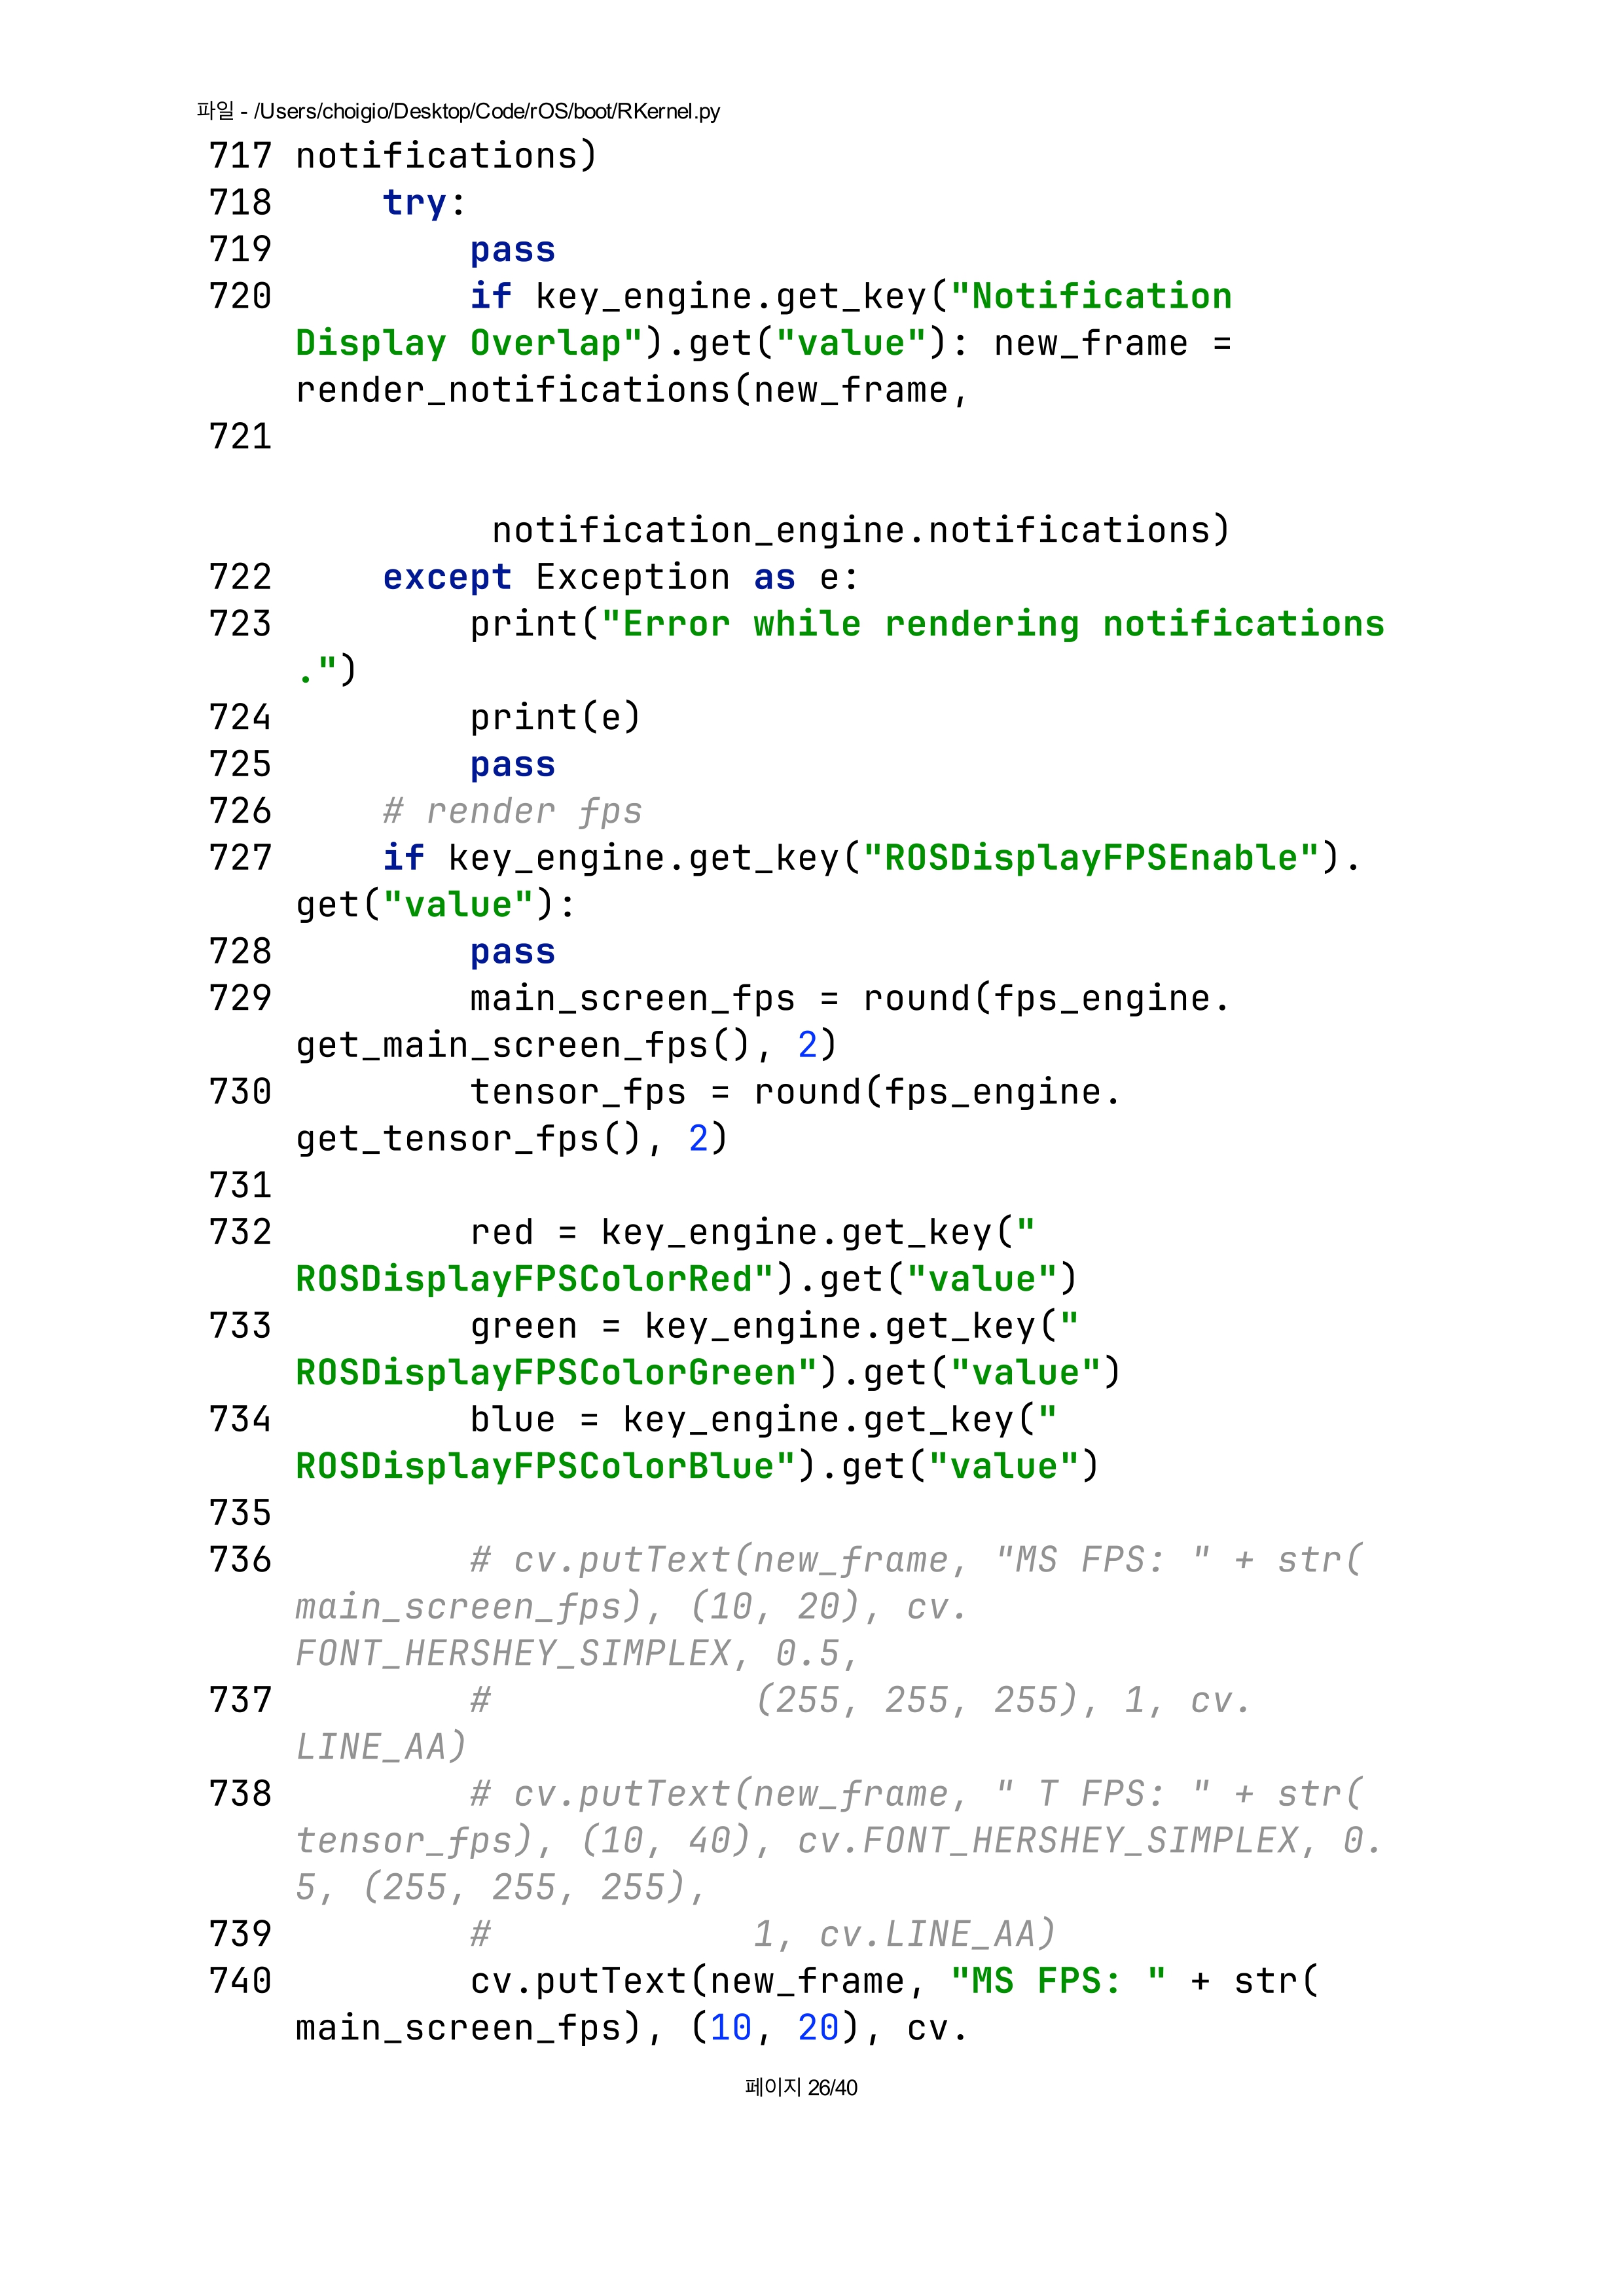 파일 - /Users/choigio/Desktop/Code/rOS/boot/RKernel.py
717 notifications)
718     try:
719         pass
720         if key_engine.get_key("Notification
Display Overlap").get("value"): new_frame =
render_notifications(new_frame,
721
         notification_engine.notifications)
722     except Exception as e:
723         print("Error while rendering notifications
.")
724         print(e)
725         pass
726     # render fps
727     if key_engine.get_key("ROSDisplayFPSEnable").
get("value"):
728         pass
729         main_screen_fps = round(fps_engine.
get_main_screen_fps(), 2)
730         tensor_fps = round(fps_engine.
get_tensor_fps(), 2)
731
732         red = key_engine.get_key("
ROSDisplayFPSColorRed").get("value")
733         green = key_engine.get_key("
ROSDisplayFPSColorGreen").get("value")
734         blue = key_engine.get_key("
ROSDisplayFPSColorBlue").get("value")
735
736         # cv.putText(new_frame, "MS FPS: " + str(
main_screen_fps), (10, 20), cv.
FONT_HERSHEY_SIMPLEX, 0.5,
737         #            (255, 255, 255), 1, cv.
LINE_AA)
738         # cv.putText(new_frame, " T FPS: " + str(
tensor_fps), (10, 40), cv.FONT_HERSHEY_SIMPLEX, 0.
5, (255, 255, 255),
739         #            1, cv.LINE_AA)
740         cv.putText(new_frame, "MS FPS: " + str(
main_screen_fps), (10, 20), cv.
페이지 26/40